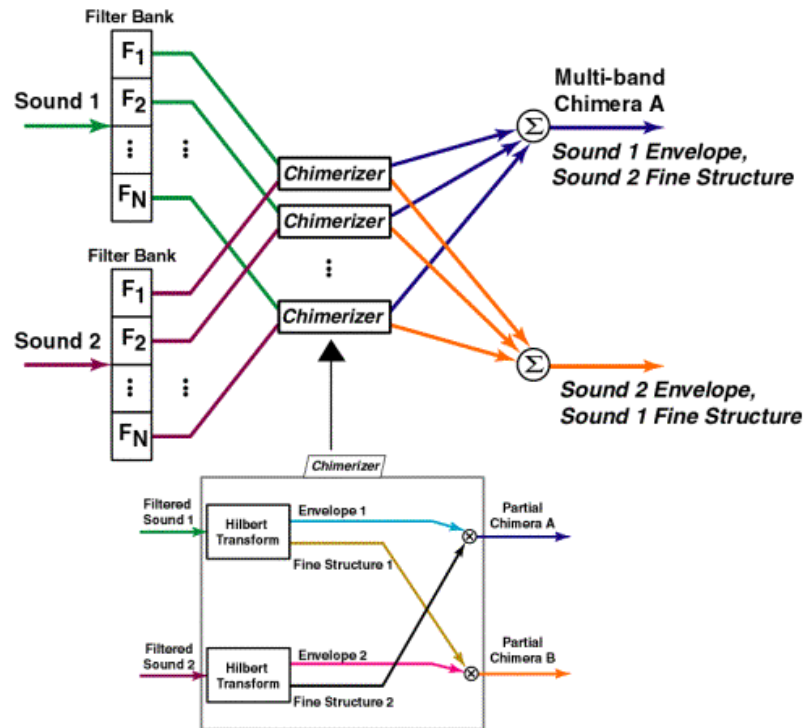 Filter Bank
F1
F2
⋮
FN
Sound 1
⋮
Filter Bank
F1
F2
⋮
FN
Sound 2
⋮
Chimerizer
Chimerizer
⋮
Chimerizer
Σ
Multi-band
Chimera A
Sound 1 Envelope,
Sound 2 Fine Structure
Σ
Sound 2 Envelope,
Sound 1 Fine Structure
Chimerizer
Filtered
Sound 1
Hilbert
Transform
Envelope 1
Fine Structure 1
⊗
Partial
Chimera A
Filtered
Sound 2
Hilbert
Transform
Envelope 2
Fine Structure 2
⊗
Partial
Chimera B